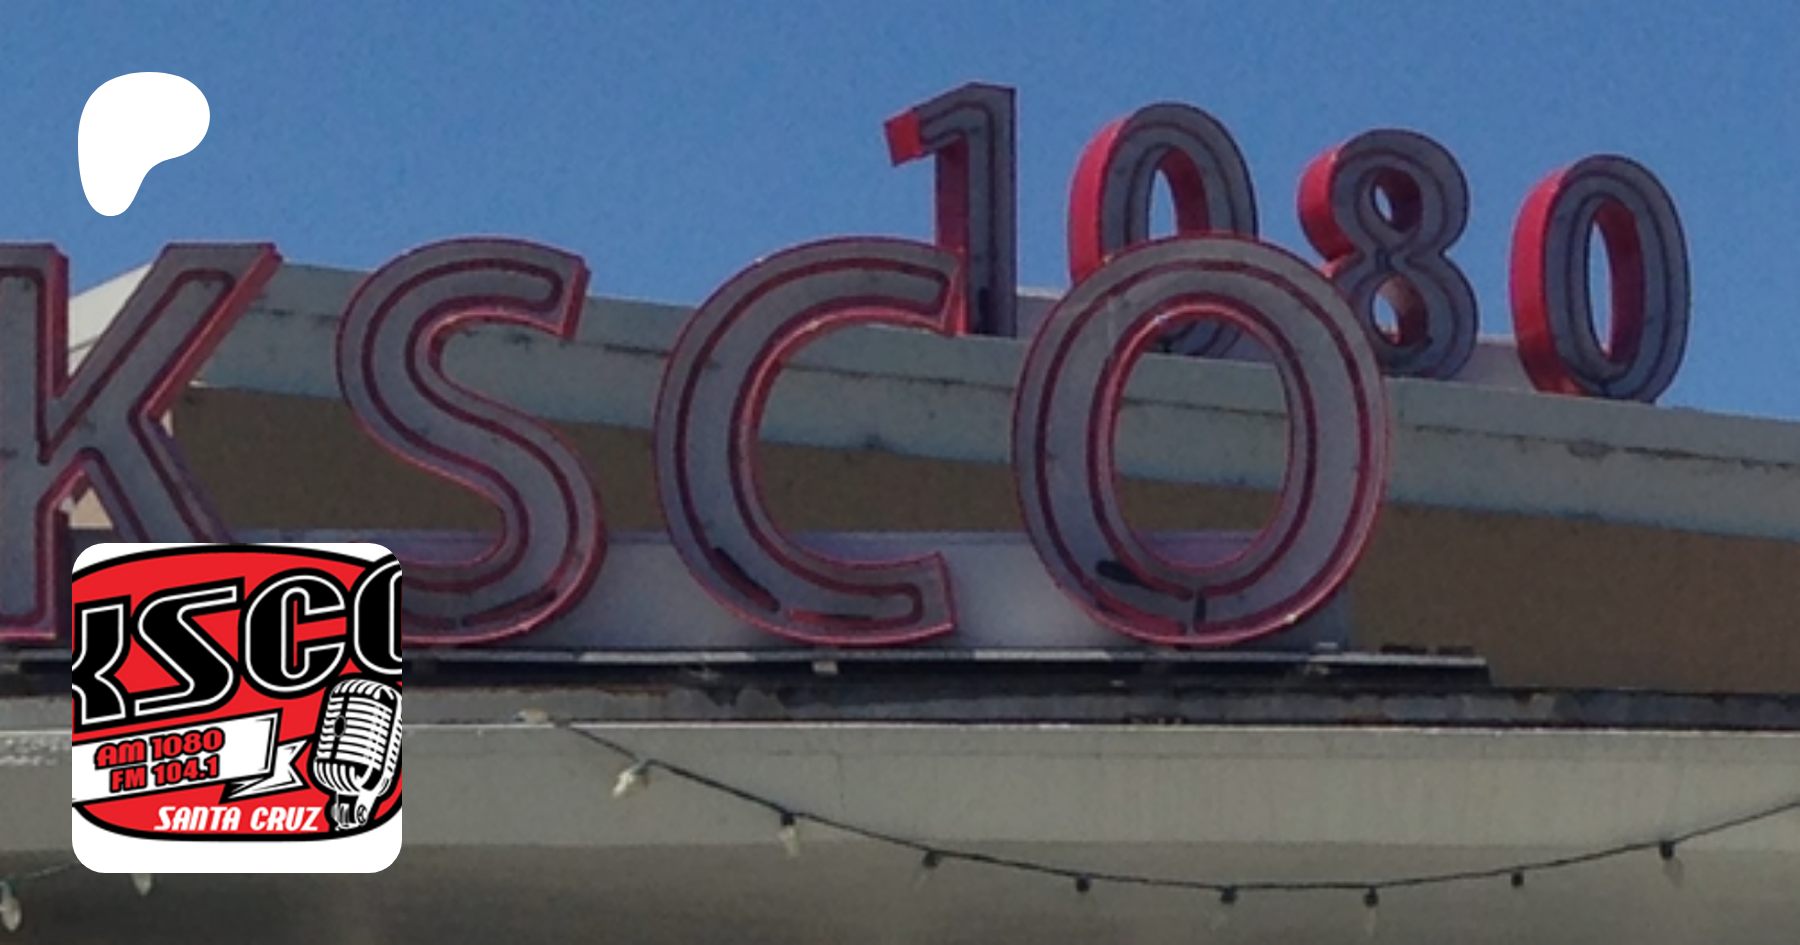 1080
KSCO
KSCO
AM 1080
FM 104.1
SANTA CRUZ